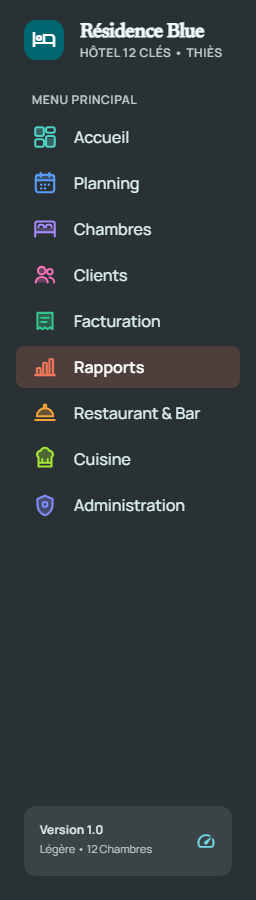 Résidence Blue
HÔTEL 12 CLÉS • THIÈS
MENU PRINCIPAL
Accueil
Planning
Chambres
Clients
Facturation
Rapports
Restaurant & Bar
Cuisine
Administration
Version 1.0
Légère • 12 Chambres